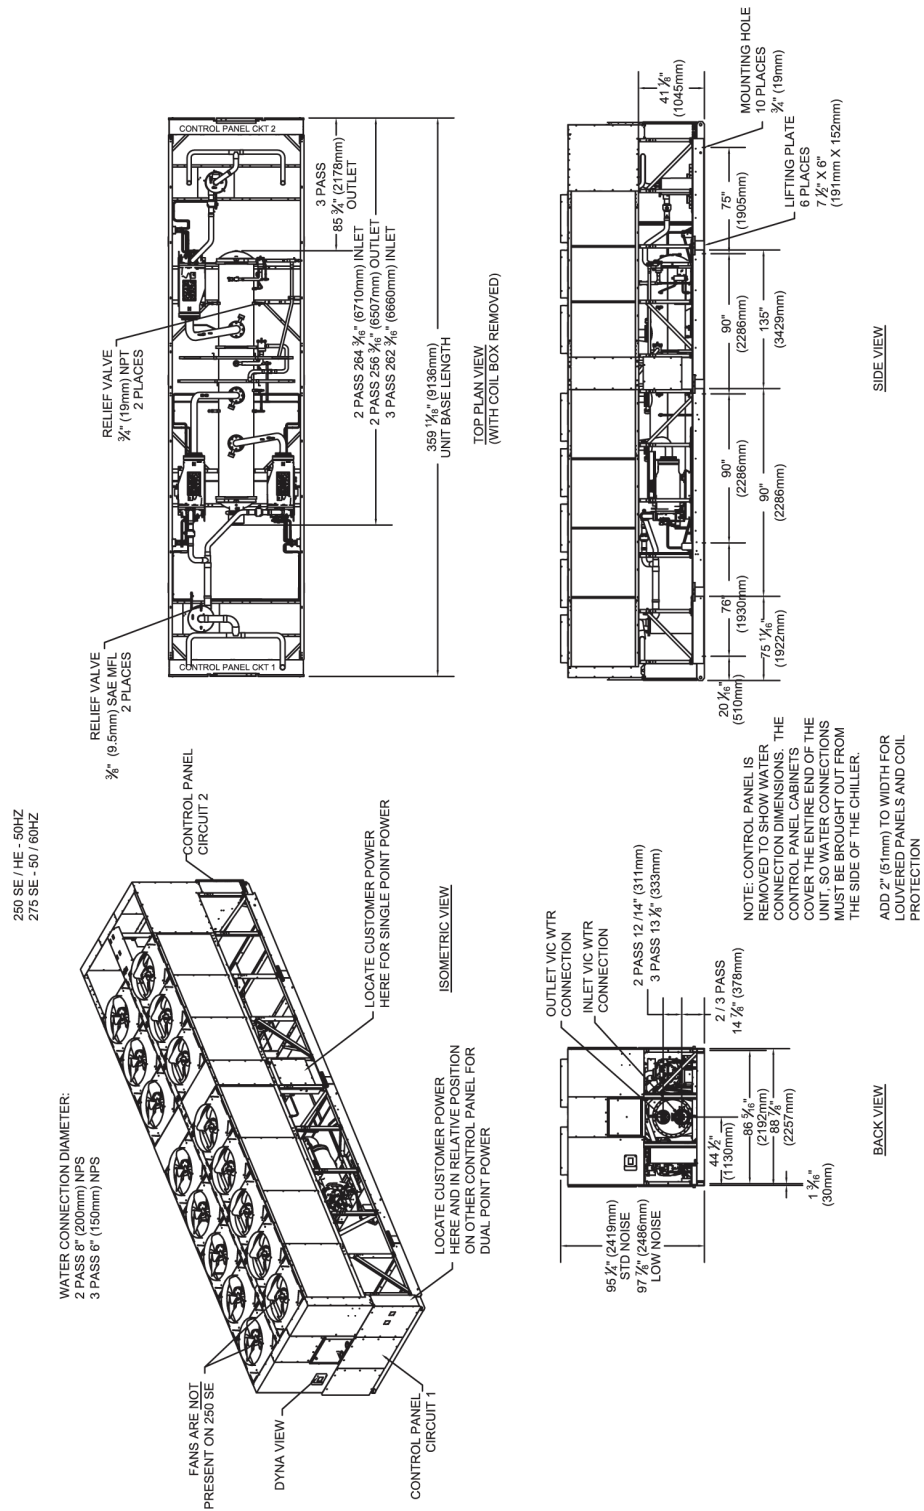 250 SE / HE - 50HZ
275 SE - 50 / 60HZ
WATER CONNECTION DIAMETER:
2 PASS 8" (200mm) NPS
3 PASS 6" (150mm) NPS
FANS ARE NOT
PRESENT ON 250 SE
DYNA VIEW
CONTROL PANEL
CIRCUIT 1
CONTROL PANEL
CIRCUIT 2
LOCATE CUSTOMER POWER
HERE FOR SINGLE POINT POWER
LOCATE CUSTOMER POWER
HERE AND IN RELATIVE POSITION
ON OTHER CONTROL PANEL FOR
DUAL POINT POWER
ISOMETRIC VIEW
RELIEF VALVE
⅜" (9.5mm) SAE MFL
2 PLACES
RELIEF VALVE
¾" (19mm) NPT
2 PLACES
CONTROL PANEL CKT 1
CONTROL PANEL CKT 2
3 PASS
85 ¾" (2178mm)
OUTLET
2 PASS 264 3⁄16" (6710mm) INLET
2 PASS 256 3⁄16" (6507mm) OUTLET
3 PASS 262 3⁄16" (6660mm) INLET
359 11⁄16" (9136mm)
UNIT BASE LENGTH
TOP PLAN VIEW
(WITH COIL BOX REMOVED)
95 ¼" (2419mm)
STD NOISE
97 ⅞" (2486mm)
LOW NOISE
OUTLET VIC WTR
CONNECTION
INLET VIC WTR
CONNECTION
2 PASS 12 /14" (311mm)
3 PASS 13 ⅛" (333mm)
2 / 3 PASS
14 ⅞" (378mm)
44 ½"
(1130mm)
86 5⁄16"
(2192mm)
88 ⅞"
(2257mm)
1 3⁄16"
(30mm)
BACK VIEW
NOTE: CONTROL PANEL IS
REMOVED TO SHOW WATER
CONNECTION DIMENSIONS. THE
CONTROL PANEL CABINETS
COVER THE ENTIRE END OF THE
UNIT, SO WATER CONNECTIONS
MUST BE BROUGHT OUT FROM
THE SIDE OF THE CHILLER.
ADD 2" (51mm) TO WIDTH FOR
LOUVERED PANELS AND COIL
PROTECTION
41 ⅛"
(1045mm)
MOUNTING HOLE
10 PLACES
¾" (19mm)
LIFTING PLATE
6 PLACES
7 ½" X 6"
(191mm X 152mm)
20 1⁄16"
(510mm)
76"
(1930mm)
90"
(2286mm)
90"
(2286mm)
75"
(1905mm)
75 11⁄16"
(1922mm)
90"
(2286mm)
135"
(3429mm)
SIDE VIEW